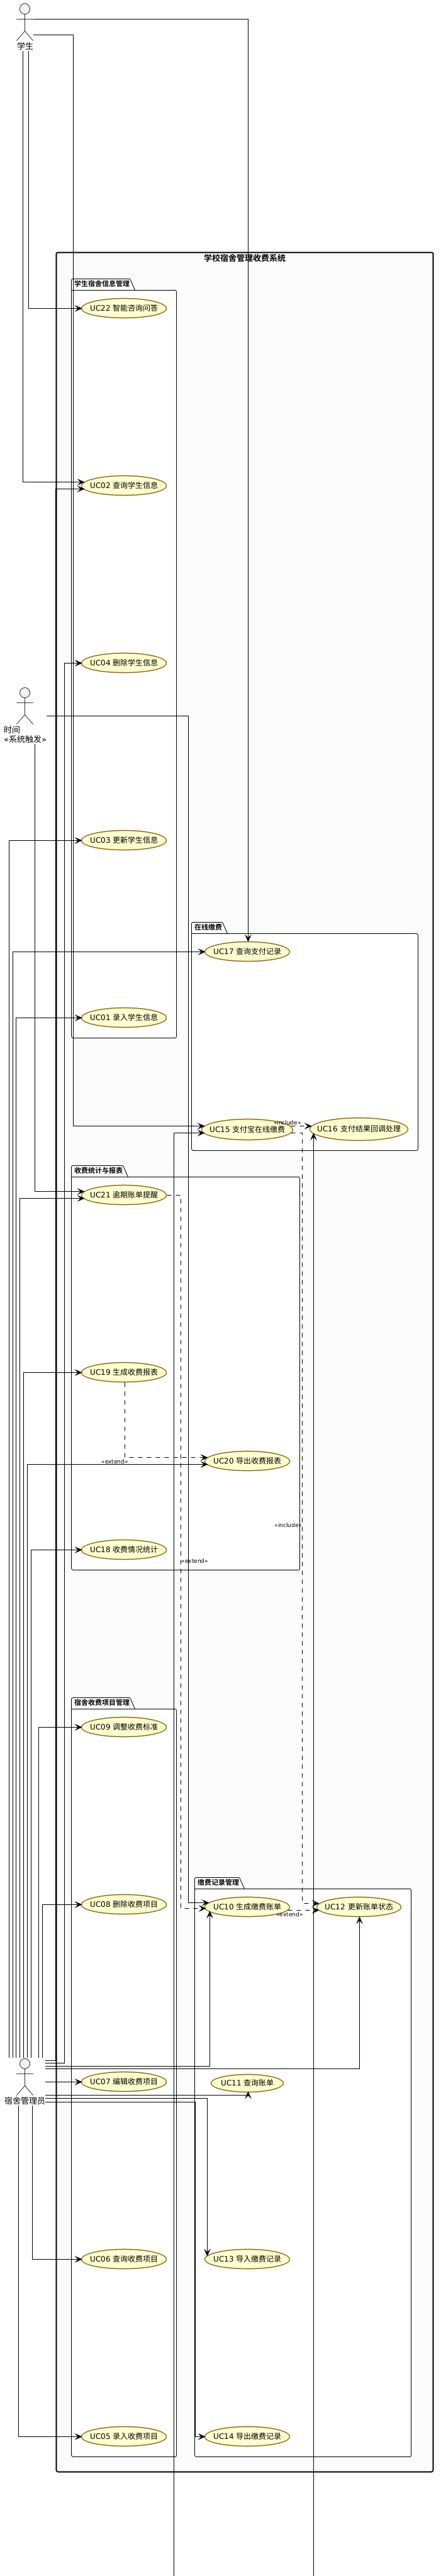 学生
学校宿舍管理收费系统
学生宿舍信息管理
UC22 智能咨询问答
UC02 查询学生信息
UC04 删除学生信息
时间
«系统触发»
UC03 更新学生信息
在线缴费
UC17 查询支付记录
UC01 录入学生信息
UC15 支付宝在线缴费
«include»
UC16 支付结果回调处理
收费统计与报表
UC21 逾期账单提醒
UC19 生成收费报表
UC20 导出收费报表
«extend»
«include»
UC18 收费情况统计
«extend»
宿舍收费项目管理
UC09 调整收费标准
缴费记录管理
UC08 删除收费项目
UC10 生成缴费账单
UC12 更新账单状态
«extend»
宿舍管理员
UC07 编辑收费项目
UC11 查询账单
UC06 查询收费项目
UC13 导入缴费记录
UC05 录入收费项目
UC14 导出缴费记录